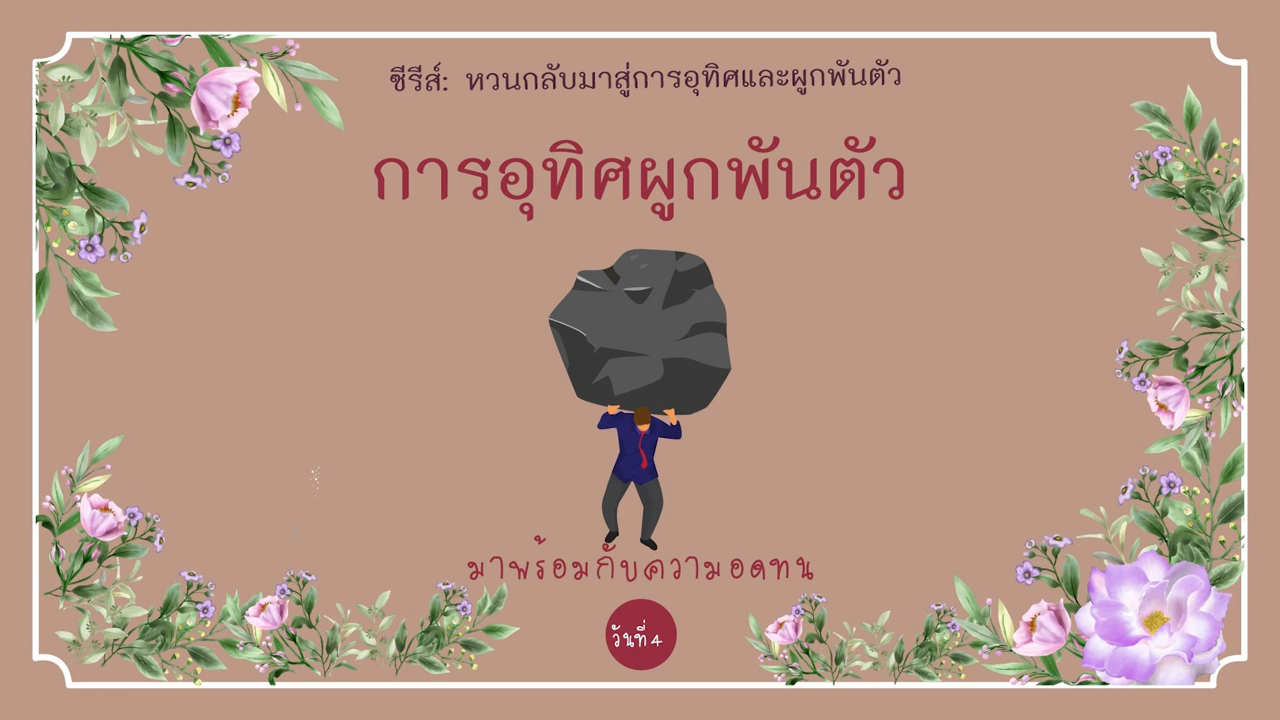 ซีรีส์: หวนกลับมาสู่การอุทิศและผูกพันตัว
การอุทิศผูกพันตัว
มาพร้อมกับความอดทน
วันที่ 4